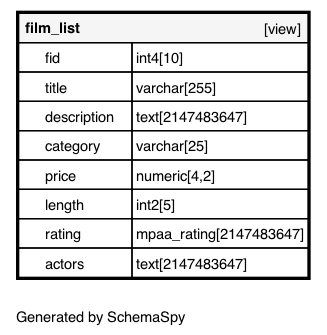 film_list [view]
fid int4[10]
title varchar[255]
description text[2147483647]
category varchar[25]
price numeric[4,2]
length int2[5]
rating mpaa_rating[2147483647]
actors text[2147483647]
Generated by SchemaSpy